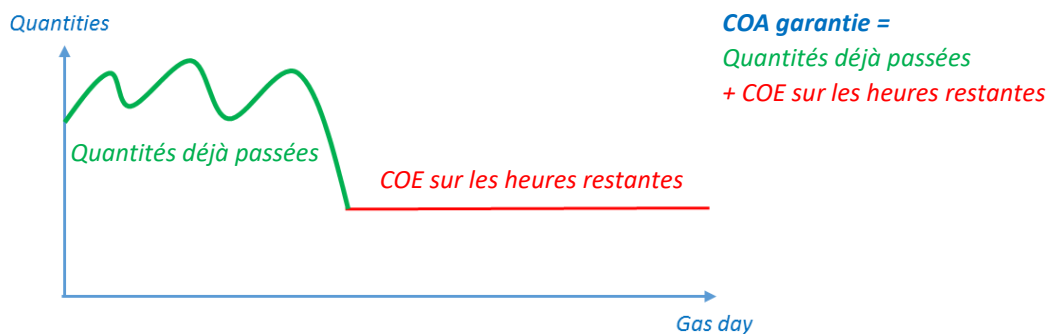 Quantities
COA garantie =
Quantités déjà passées
+ COE sur les heures restantes
Quantités déjà passées
COE sur les heures restantes
Gas day